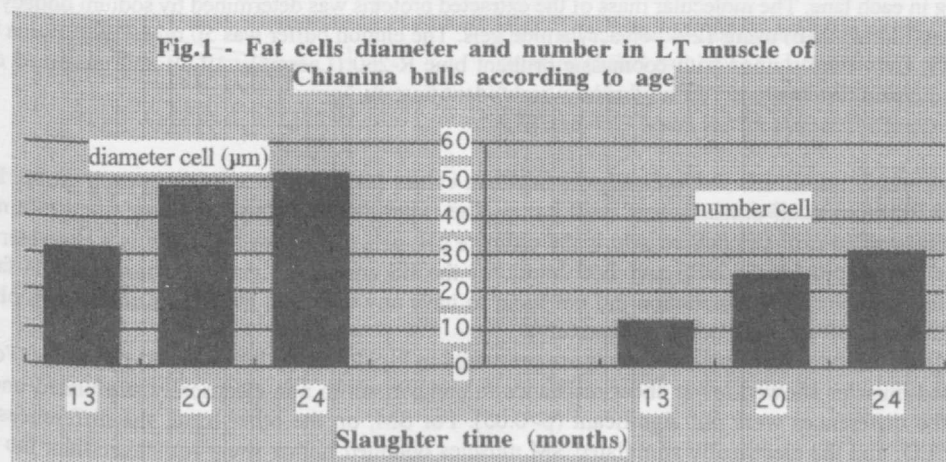 Fig.1 - Fat cells diameter and number in LT muscle of
Chianina bulls according to age
60
diameter cell (µm)
50
number cell
40
30
20
10
0
13 20 24 13 20 24
Slaughter time (months)